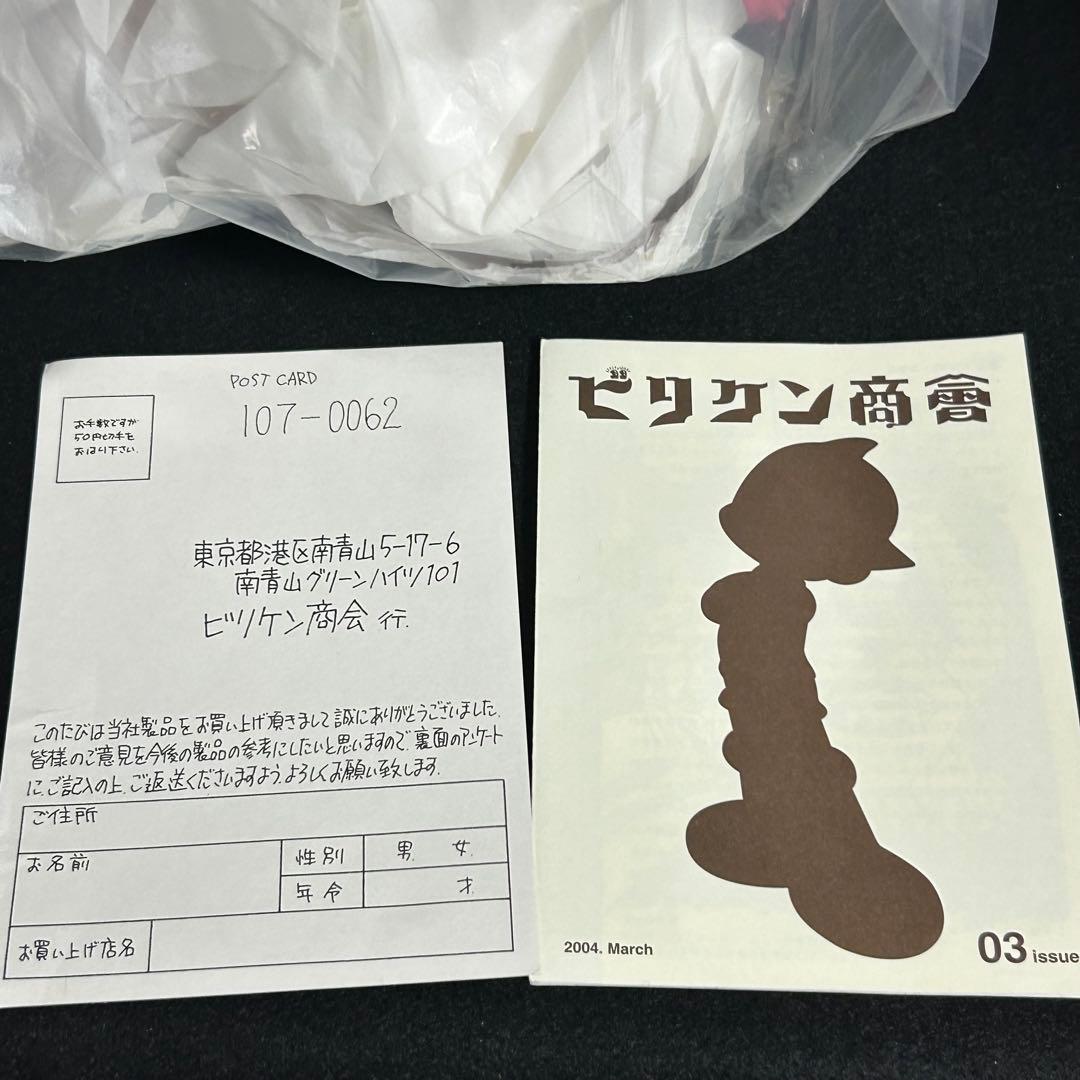 POST CARD
107-0062
お手数ですが
50円切手を
おはり下さい.
東京都港区南青山5-17-6
南青山グリーンハイツ101
ビリケン商会 行.
このたびは当社製品をお買い上げ頂きまして誠にありがとうございました.
皆様のご意見を今後の製品の参考にしたいと思いますので、裏面のアンケート
に、ご記入の上、ご返送くださいますよう、よろしくお願い致します.
ご住所
お名前
性別
男. 女.
年令
才.
お買い上げ店名
ビリケン商會
2004. March
03 issue